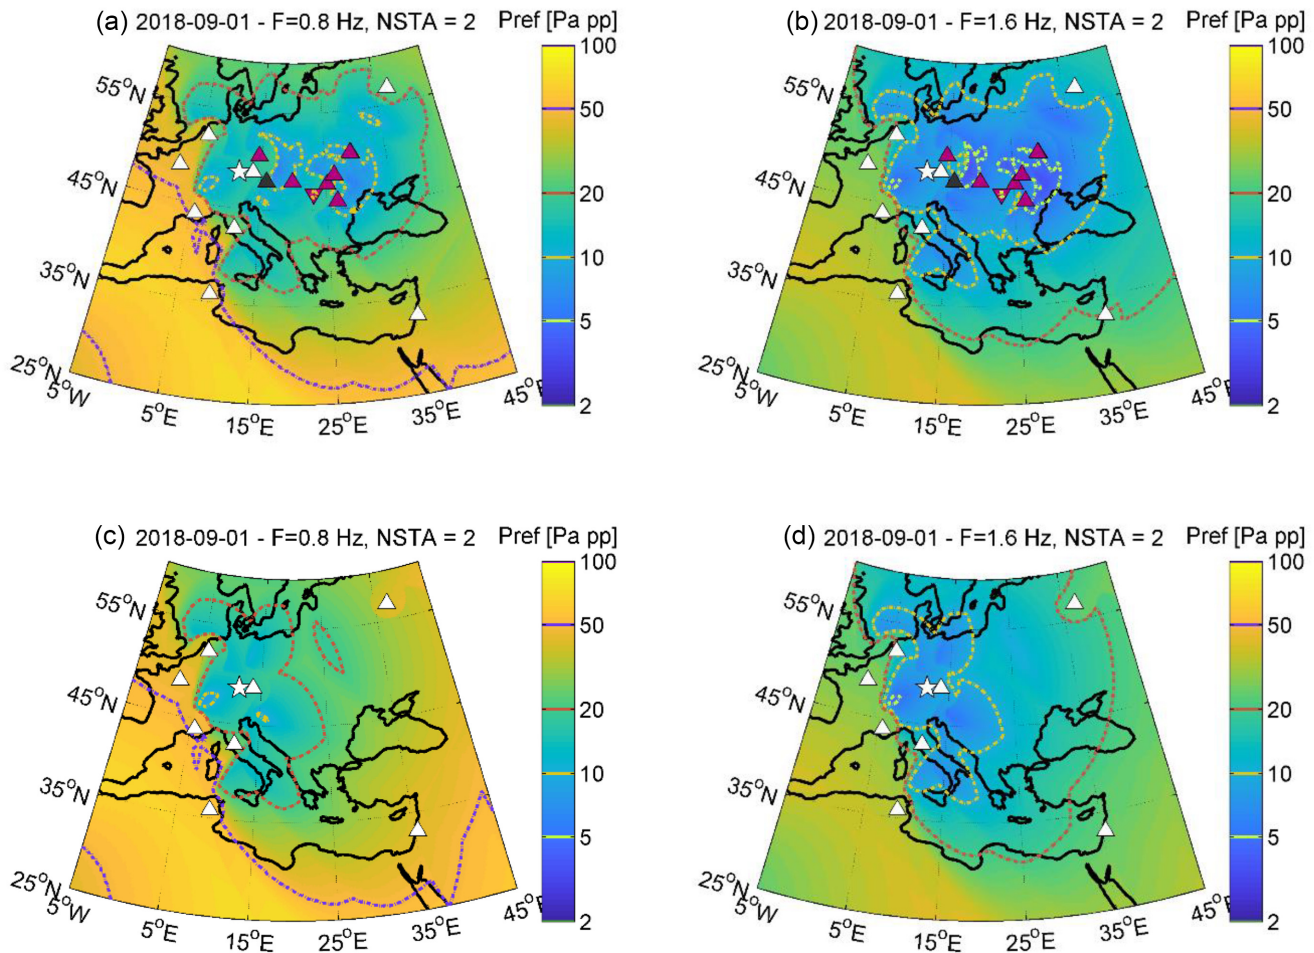 (a) 2018-09-01 - F=0.8 Hz, NSTA = 2 Pref [Pa pp]
100
50
20
10
5
2
55°N
45°N
35°N
25°N
5°W
5°E
15°E
25°E
35°E
45°E
(b) 2018-09-01 - F=1.6 Hz, NSTA = 2 Pref [Pa pp]
100
50
20
10
5
2
55°N
45°N
35°N
25°N
5°W
5°E
15°E
25°E
35°E
45°E
(c) 2018-09-01 - F=0.8 Hz, NSTA = 2 Pref [Pa pp]
100
50
20
10
5
2
55°N
45°N
35°N
25°N
5°W
5°E
15°E
25°E
35°E
45°E
(d) 2018-09-01 - F=1.6 Hz, NSTA = 2 Pref [Pa pp]
100
50
20
10
5
2
55°N
45°N
35°N
25°N
5°W
5°E
15°E
25°E
35°E
45°E